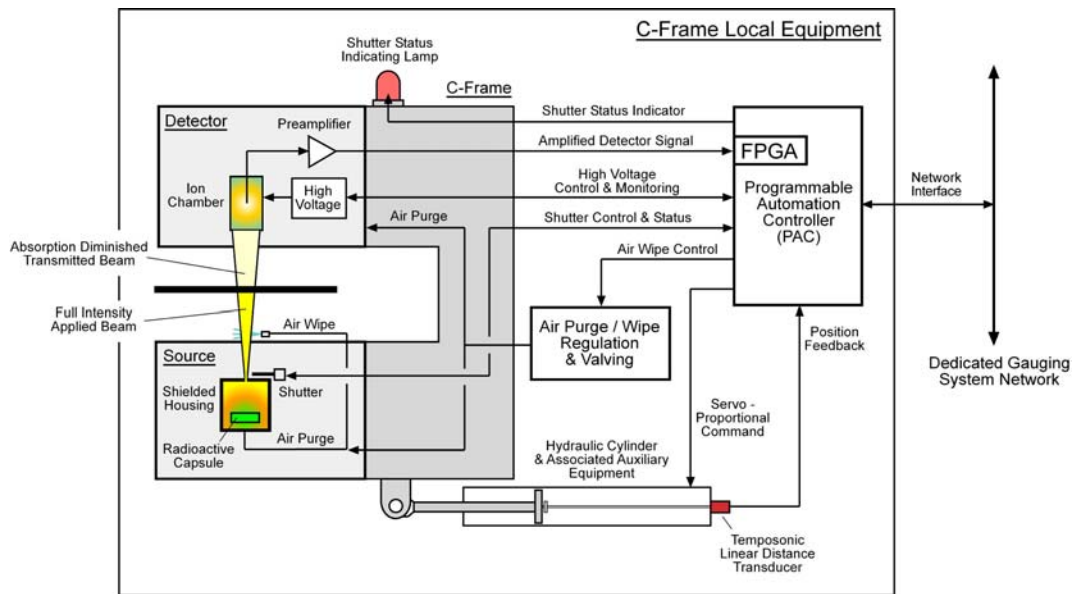 C-Frame Local Equipment
Shutter Status
Indicating Lamp
C-Frame
Detector
Preamplifier
Ion
Chamber
High
Voltage
Air Purge
Shutter Status Indicator
Amplified Detector Signal
High Voltage
Control & Monitoring
Shutter Control & Status
Air Wipe Control
FPGA
Programmable
Automation
Controller
(PAC)
Network
Interface
Absorption Diminished
Transmitted Beam
Full Intensity
Applied Beam
Air Wipe
Air Purge / Wipe
Regulation
& Valving
Position
Feedback
Dedicated Gauging
System Network
Source
Shielded
Housing
Shutter
Radioactive
Capsule
Air Purge
Servo -
Proportional
Command
Hydraulic Cylinder
& Associated Auxiliary
Equipment
Temposonic
Linear Distance
Transducer